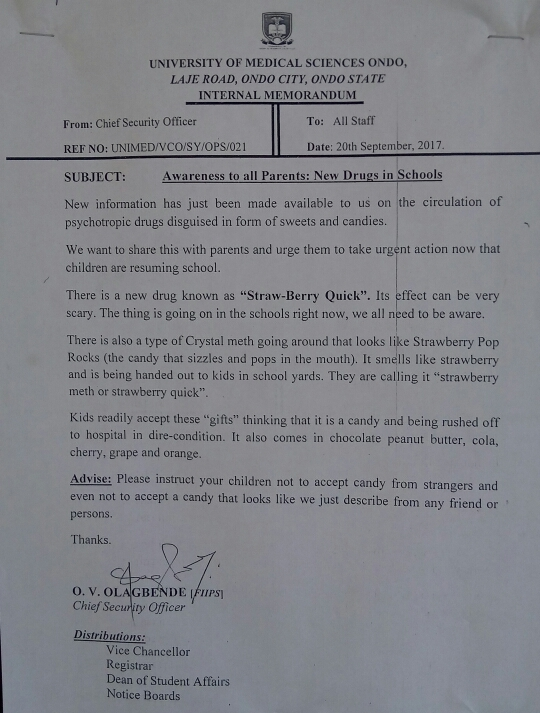 UNIVERSITY OF MEDICAL SCIENCES ONDO,
LAJE ROAD, ONDO CITY, ONDO STATE
INTERNAL MEMORANDUM
From: Chief Security Officer
To: All Staff
REF NO: UNIMED/VCO/SY/OPS/021
Date: 20th September, 2017.
SUBJECT: Awareness to all Parents: New Drugs in Schools
New information has just been made available to us on the circulation of
psychotropic drugs disguised in form of sweets and candies.
We want to share this with parents and urge them to take urgent action now that
children are resuming school.
There is a new drug known as “Straw-Berry Quick”. Its effect can be very
scary. The thing is going on in the schools right now, we all need to be aware.
There is also a type of Crystal meth going around that looks like Strawberry Pop
Rocks (the candy that sizzles and pops in the mouth). It smells like strawberry
and is being handed out to kids in school yards. They are calling it “strawberry
meth or strawberry quick”.
Kids readily accept these “gifts” thinking that it is a candy and being rushed off
to hospital in dire-condition. It also comes in chocolate peanut butter, cola,
cherry, grape and orange.
Advise: Please instruct your children not to accept candy from strangers and
even not to accept a candy that looks like we just describe from any friend or
persons.
Thanks.
O. V. OLAGBENDE [FIIPS]
Chief Security Officer
Distributions:
Vice Chancellor
Registrar
Dean of Student Affairs
Notice Boards